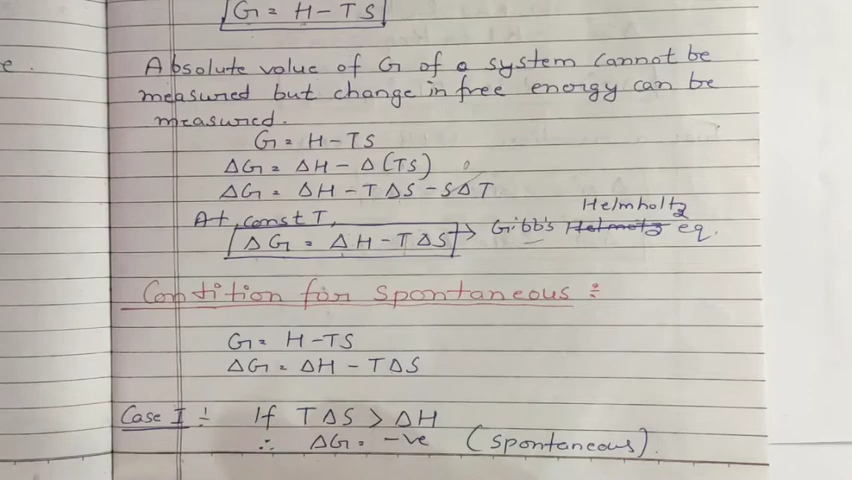 G = H - TS
e.
Absolute value of G of a system cannot be
measured but change in free energy can be
measured.
G = H - TS
ΔG = ΔH - Δ(TS)
ΔG = ΔH - TΔS - SΔT
At, const T,
Helmholtz
ΔG = ΔH - TΔS → Gibb's Helmotz eq.
Condition for spontaneous :
G = H - TS
ΔG = ΔH - TΔS
Case I :- If TΔS > ΔH
∴ ΔG = -ve (spontaneous).